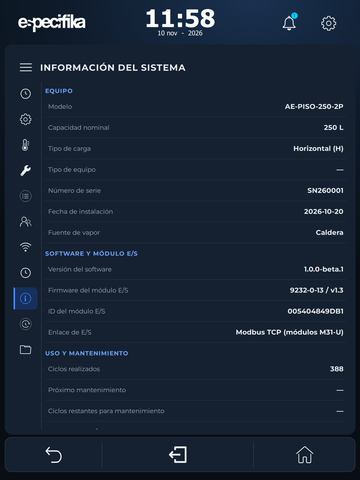 e-specifika
11:58
10 nov - 2026
INFORMACIÓN DEL SISTEMA
EQUIPO
Modelo AE-PISO-250-2P
Capacidad nominal 250 L
Tipo de carga Horizontal (H)
Tipo de equipo —
Número de serie SN260001
Fecha de instalación 2026-10-20
Fuente de vapor Caldera
SOFTWARE Y MÓDULO E/S
Versión del software 1.0.0-beta.1
Firmware del módulo E/S 9232-0-13 / v1.3
ID del módulo E/S 005404849DB1
Enlace de E/S Modbus TCP (módulos M31-U)
USO Y MANTENIMIENTO
Ciclos realizados 388
Próximo mantenimiento —
Ciclos restantes para mantenimiento —